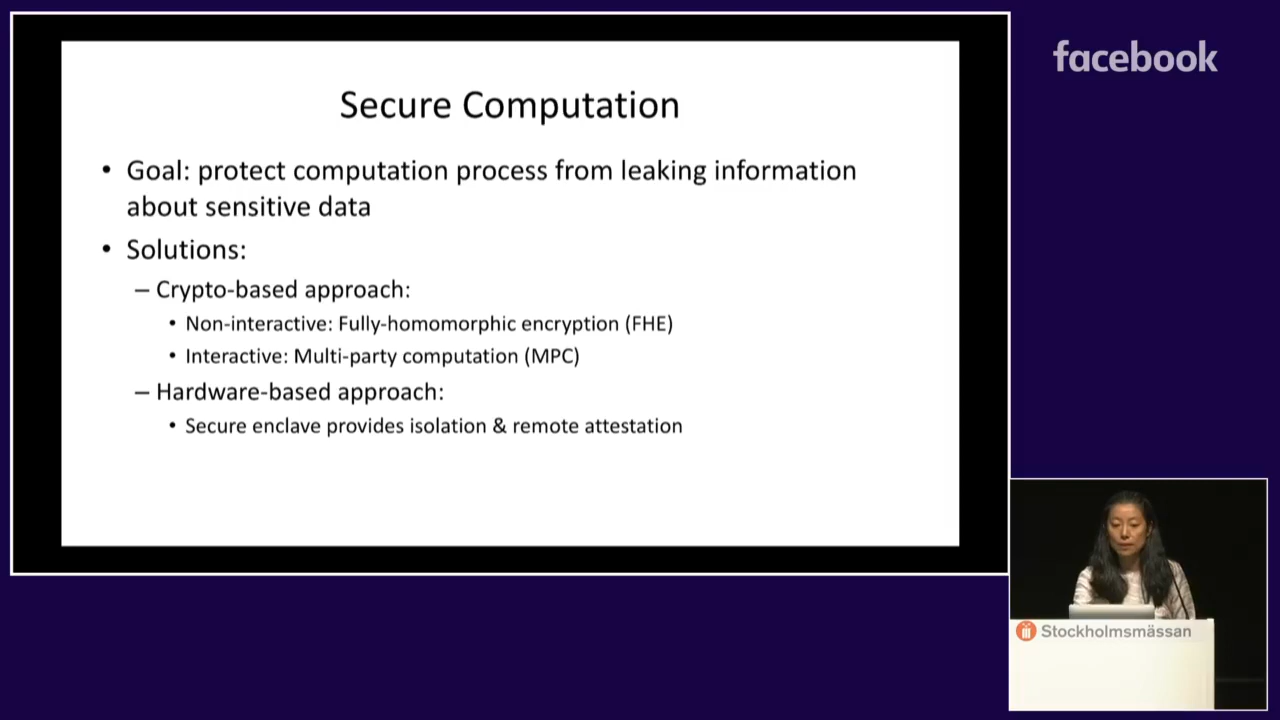 facebook
Secure Computation
• Goal: protect computation process from leaking information
about sensitive data
• Solutions:
– Crypto-based approach:
• Non-interactive: Fully-homomorphic encryption (FHE)
• Interactive: Multi-party computation (MPC)
– Hardware-based approach:
• Secure enclave provides isolation & remote attestation
Stockholmsmässan